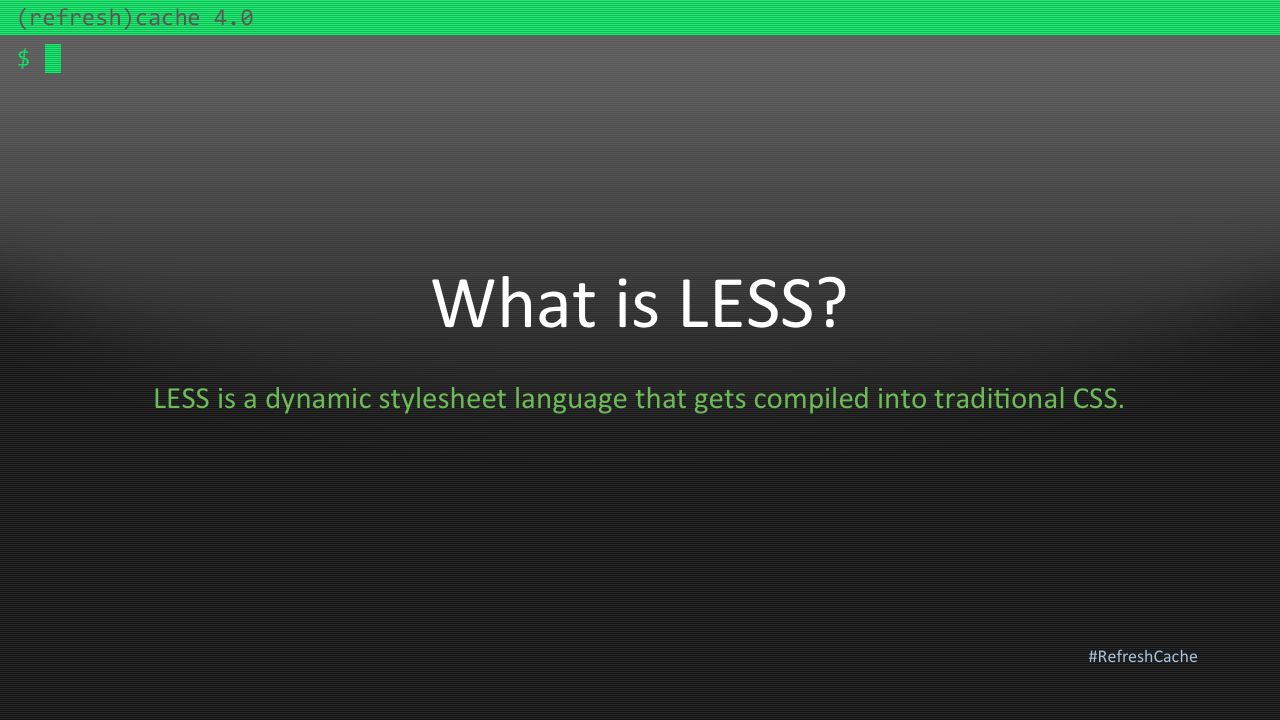 (refresh)cache 4.0
$
What is LESS?
LESS is a dynamic stylesheet language that gets compiled into traditional CSS.
#RefreshCache